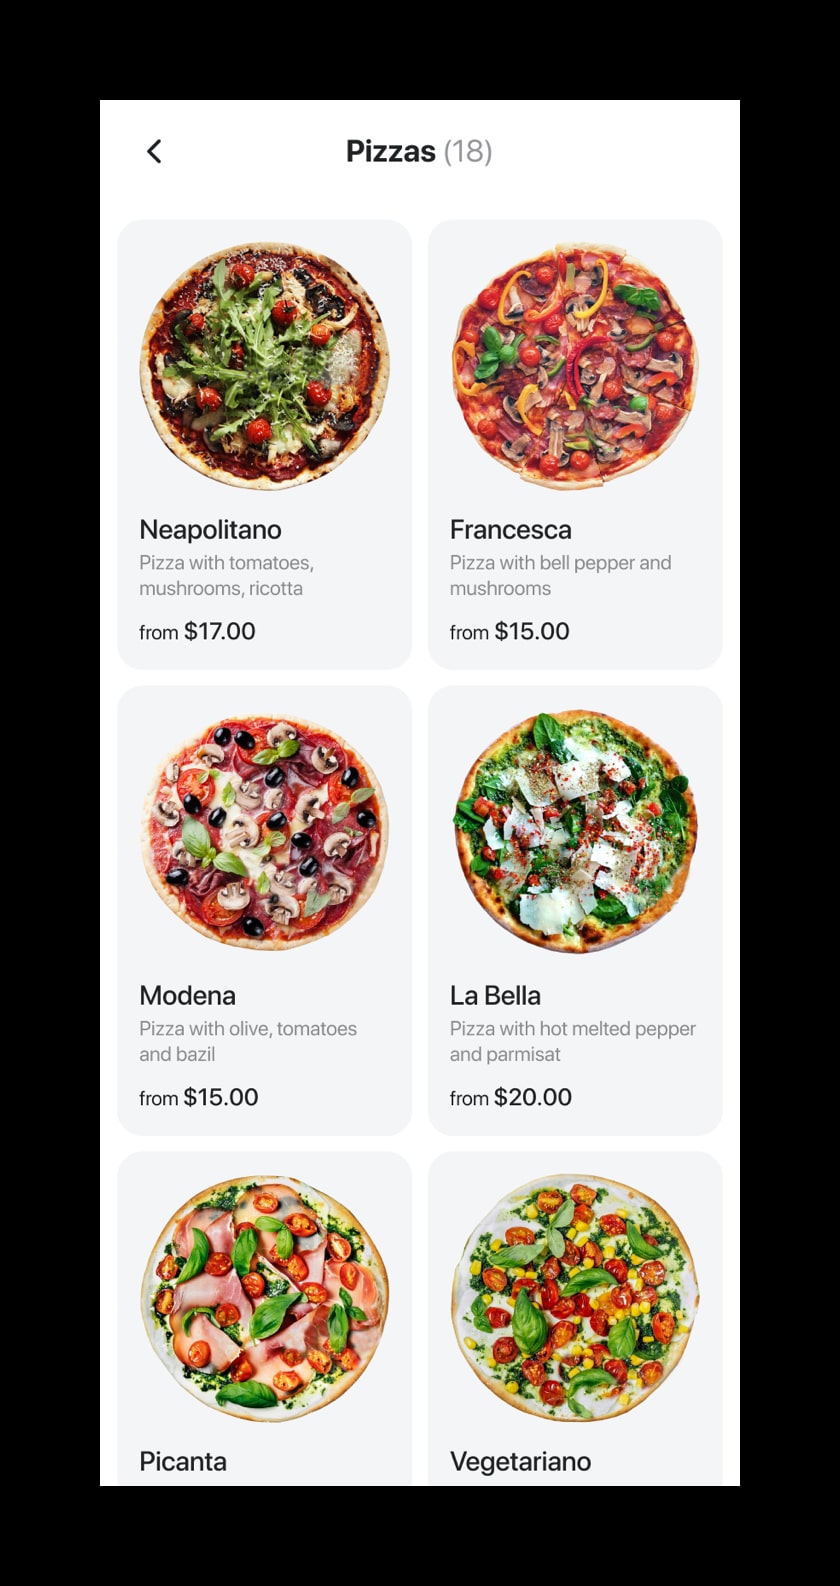 Pizzas (18)
Neapolitano
Pizza with tomatoes,
mushrooms, ricotta
from $17.00
Francesca
Pizza with bell pepper and
mushrooms
from $15.00
Modena
Pizza with olive, tomatoes
and bazil
from $15.00
La Bella
Pizza with hot melted pepper
and parmisat
from $20.00
Picanta
Vegetariano